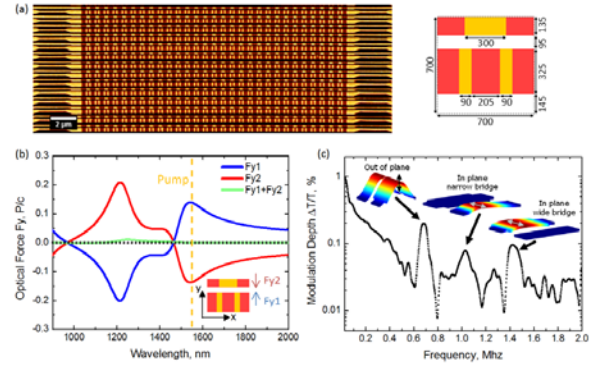 (a)
2 μm
300
700
135
95
325
145
90 205 90
700
(b)
Optical Force Fy, P/c
0.3
0.2
0.1
0.0
-0.1
-0.2
-0.3
Pump
Fy1
Fy2
Fy1+Fy2
y
x
Fy2
Fy1
1000 1200 1400 1600 1800 2000
Wavelength, nm
(c)
Modulation Depth ΔT/T, %
0.1
0.01
Out of plane
In plane
narrow bridge
In plane
wide bridge
0.2 0.4 0.6 0.8 1.0 1.2 1.4 1.6 1.8 2.0
Frequency, Mhz